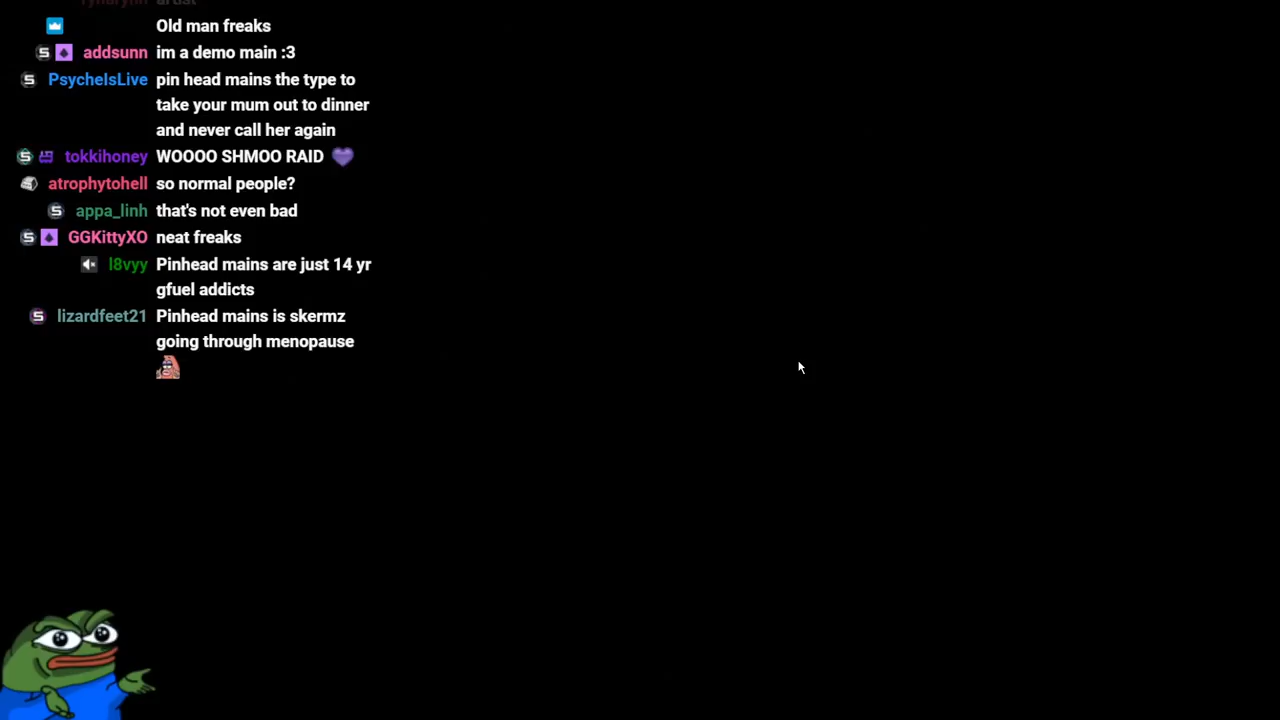 artist
Old man freaks
addsunn im a demo main :3
PsycheIsLive pin head mains the type to
take your mum out to dinner
and never call her again
tokkihoney WOOOO SHMOO RAID
atrophytohell so normal people?
appa_linh that's not even bad
GGKittyXO neat freaks
l8vyy Pinhead mains are just 14 yr
gfuel addicts
lizardfeet21 Pinhead mains is skermz
going through menopause